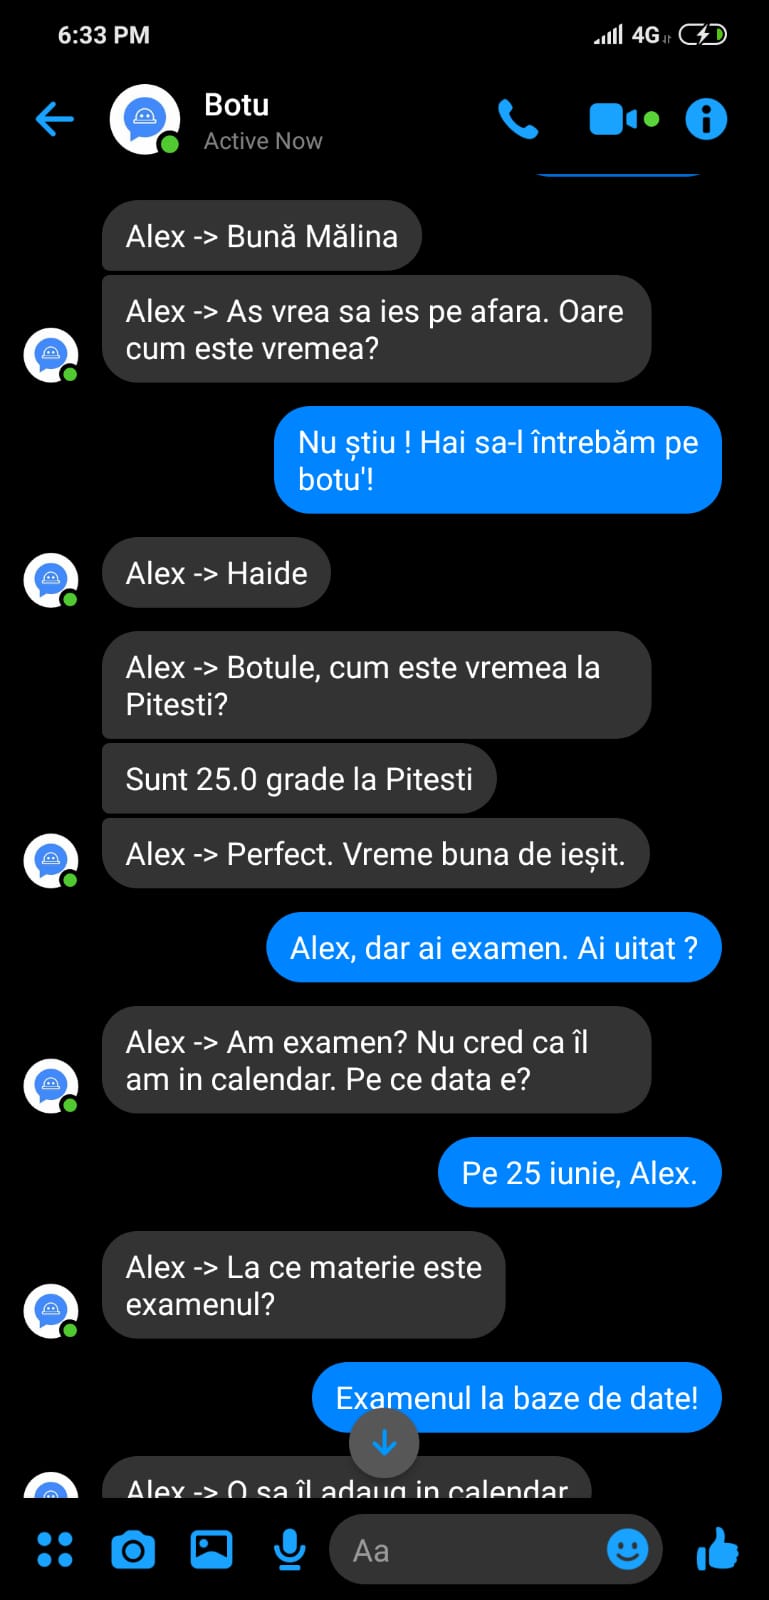 6:33 PM
4G
Botu
Active Now
Alex -> Bună Mălina
Alex -> As vrea sa ies pe afara. Oare
cum este vremea?
Nu știu ! Hai sa-l întrebăm pe
botu'!
Alex -> Haide
Alex -> Botule, cum este vremea la
Pitesti?
Sunt 25.0 grade la Pitesti
Alex -> Perfect. Vreme buna de ieșit.
Alex, dar ai examen. Ai uitat ?
Alex -> Am examen? Nu cred ca îl
am in calendar. Pe ce data e?
Pe 25 iunie, Alex.
Alex -> La ce materie este
examenul?
Examenul la baze de date!
Alex -> O sa îl adaug in calendar
Aa